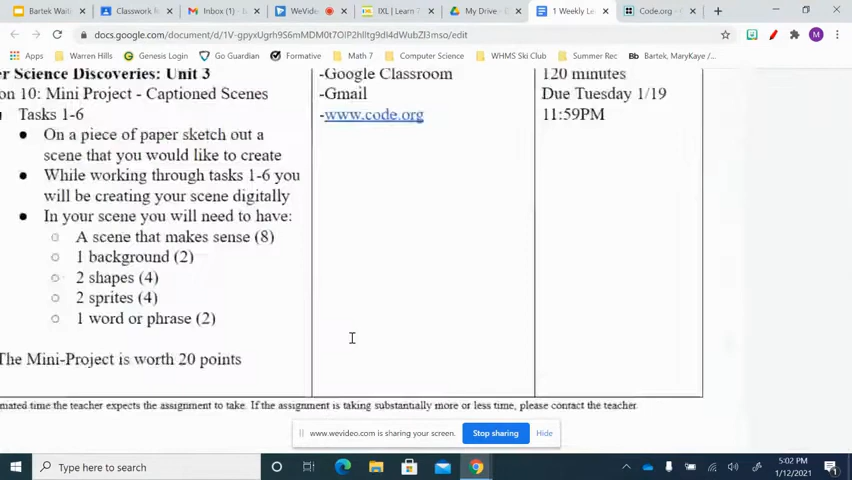 Bartek Wait
Classwork f
Inbox (1) - l
WeVideo
IXL | Learn 7
My Drive - G
1 Weekly Le
Code.org -
docs.google.com/document/d/1V-gpyxUgrh9S6mMDM0t7OIP2hlltg9dI4dWubZI3mso/edit
Apps
Warren Hills
Genesis Login
Formative
Math 7
Computer Science
WHMS Ski Club
Summer Rec
Bartek, MaryKaye /
M
er Science Discoveries: Unit 3
on 10: Mini Project - Captioned Scenes
Tasks 1-6
● On a piece of paper sketch out a
scene that you would like to create
● While working through tasks 1-6 you
will be creating your scene digitally
● In your scene you will need to have:
○ A scene that makes sense (8)
○ 1 background (2)
○ 2 shapes (4)
○ 2 sprites (4)
○ 1 word or phrase (2)
The Mini-Project is worth 20 points
-Google Classroom
-Gmail
-www.code.org
120 minutes
Due Tuesday 1/19
11:59PM
mated time the teacher expects the assignment to take. If the assignment is taking substantially more or less time, please contact the teacher.
www.wevideo.com is sharing your screen.
Stop sharing
Hide
Type here to search
5:02 PM
1/12/2021